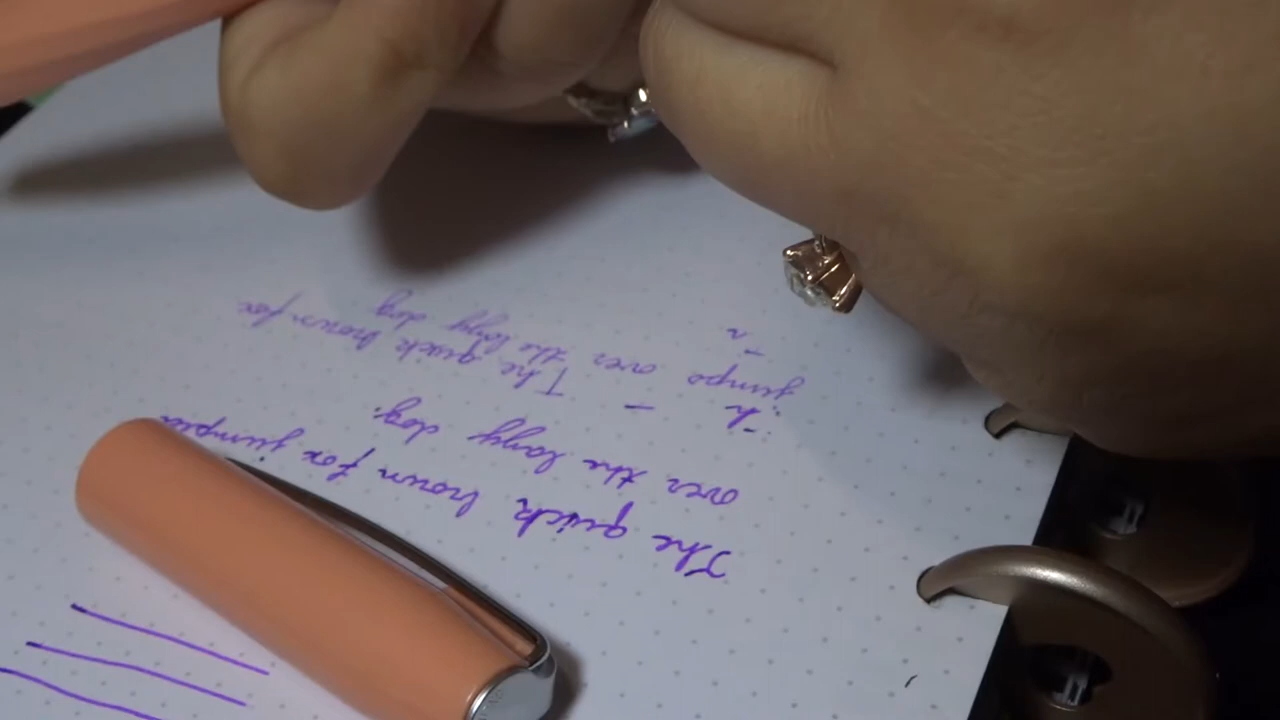 The quick brown fox jumps
over the lazy dog.
The quick brown fox
jumps over the lazy dog